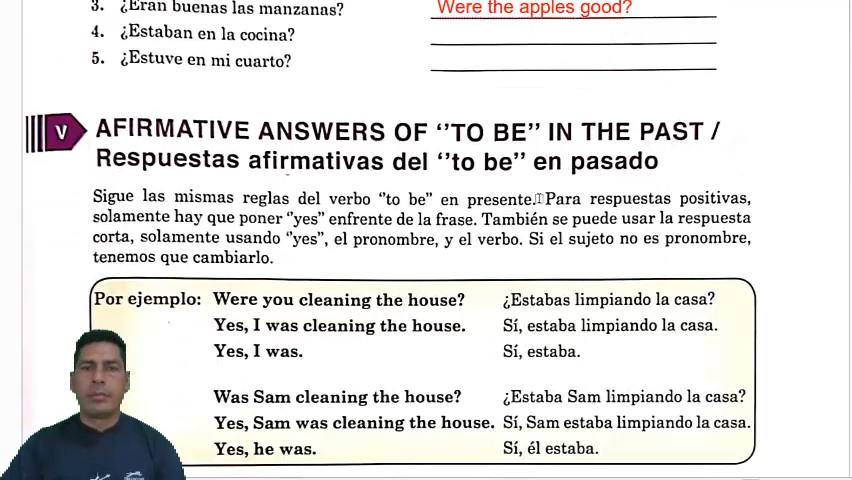 3. ¿Eran buenas las manzanas? Were the apples good?
4. ¿Estaban en la cocina?
5. ¿Estuve en mi cuarto?
V AFIRMATIVE ANSWERS OF ‘’TO BE’’ IN THE PAST /
Respuestas afirmativas del ‘’to be’’ en pasado
Sigue las mismas reglas del verbo ‘’to be’’ en presente. Para respuestas positivas,
solamente hay que poner ‘’yes’’ enfrente de la frase. También se puede usar la respuesta
corta, solamente usando ‘’yes’’, el pronombre, y el verbo. Si el sujeto no es pronombre,
tenemos que cambiarlo.
Por ejemplo: Were you cleaning the house? ¿Estabas limpiando la casa?
Yes, I was cleaning the house. Sí, estaba limpiando la casa.
Yes, I was. Sí, estaba.
Was Sam cleaning the house? ¿Estaba Sam limpiando la casa?
Yes, Sam was cleaning the house. Sí, Sam estaba limpiando la casa.
Yes, he was. Sí, él estaba.